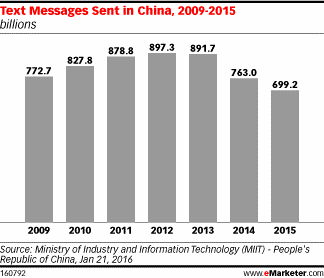 Text Messages Sent in China, 2009-2015
billions
772.7 827.8 878.8 897.3 891.7 763.0 699.2
2009 2010 2011 2012 2013 2014 2015
Source: Ministry of Industry and Information Technology (MIIT) - People's
Republic of China, Jan 21, 2016
160792 www.eMarketer.com